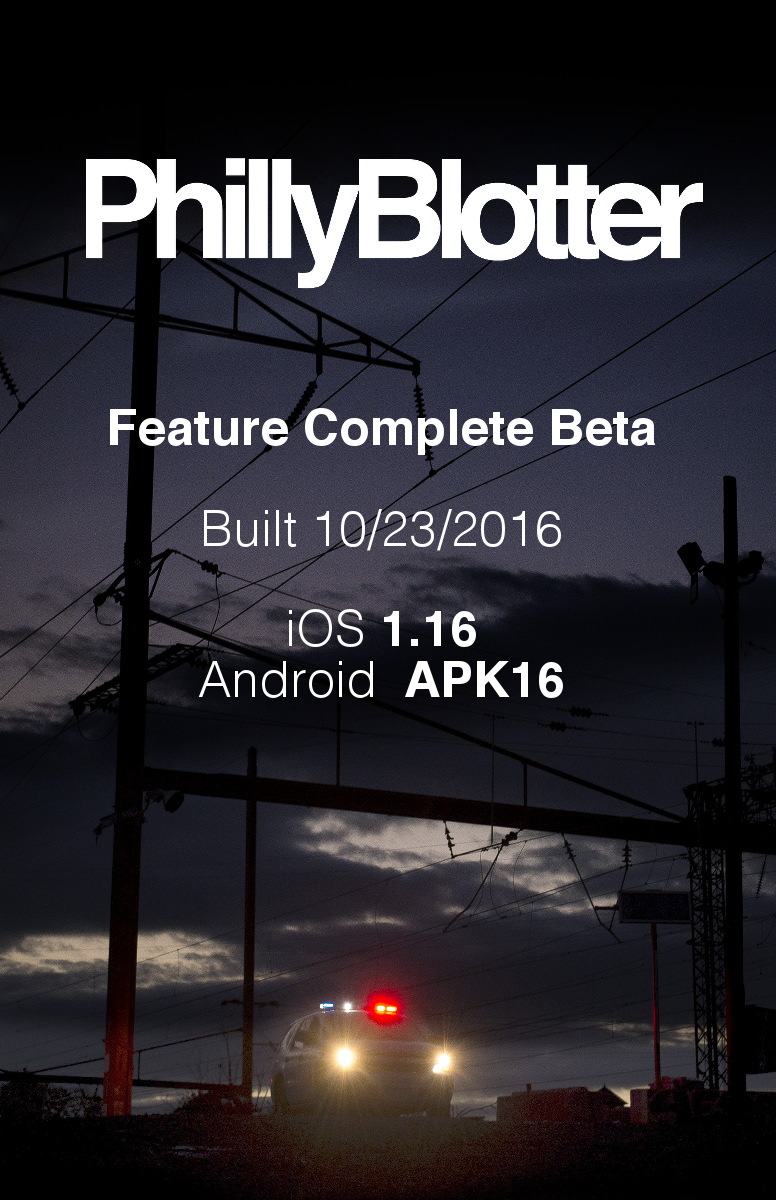 PhillyBlotter
Feature Complete Beta
Built 10/23/2016
iOS 1.16
Android APK16